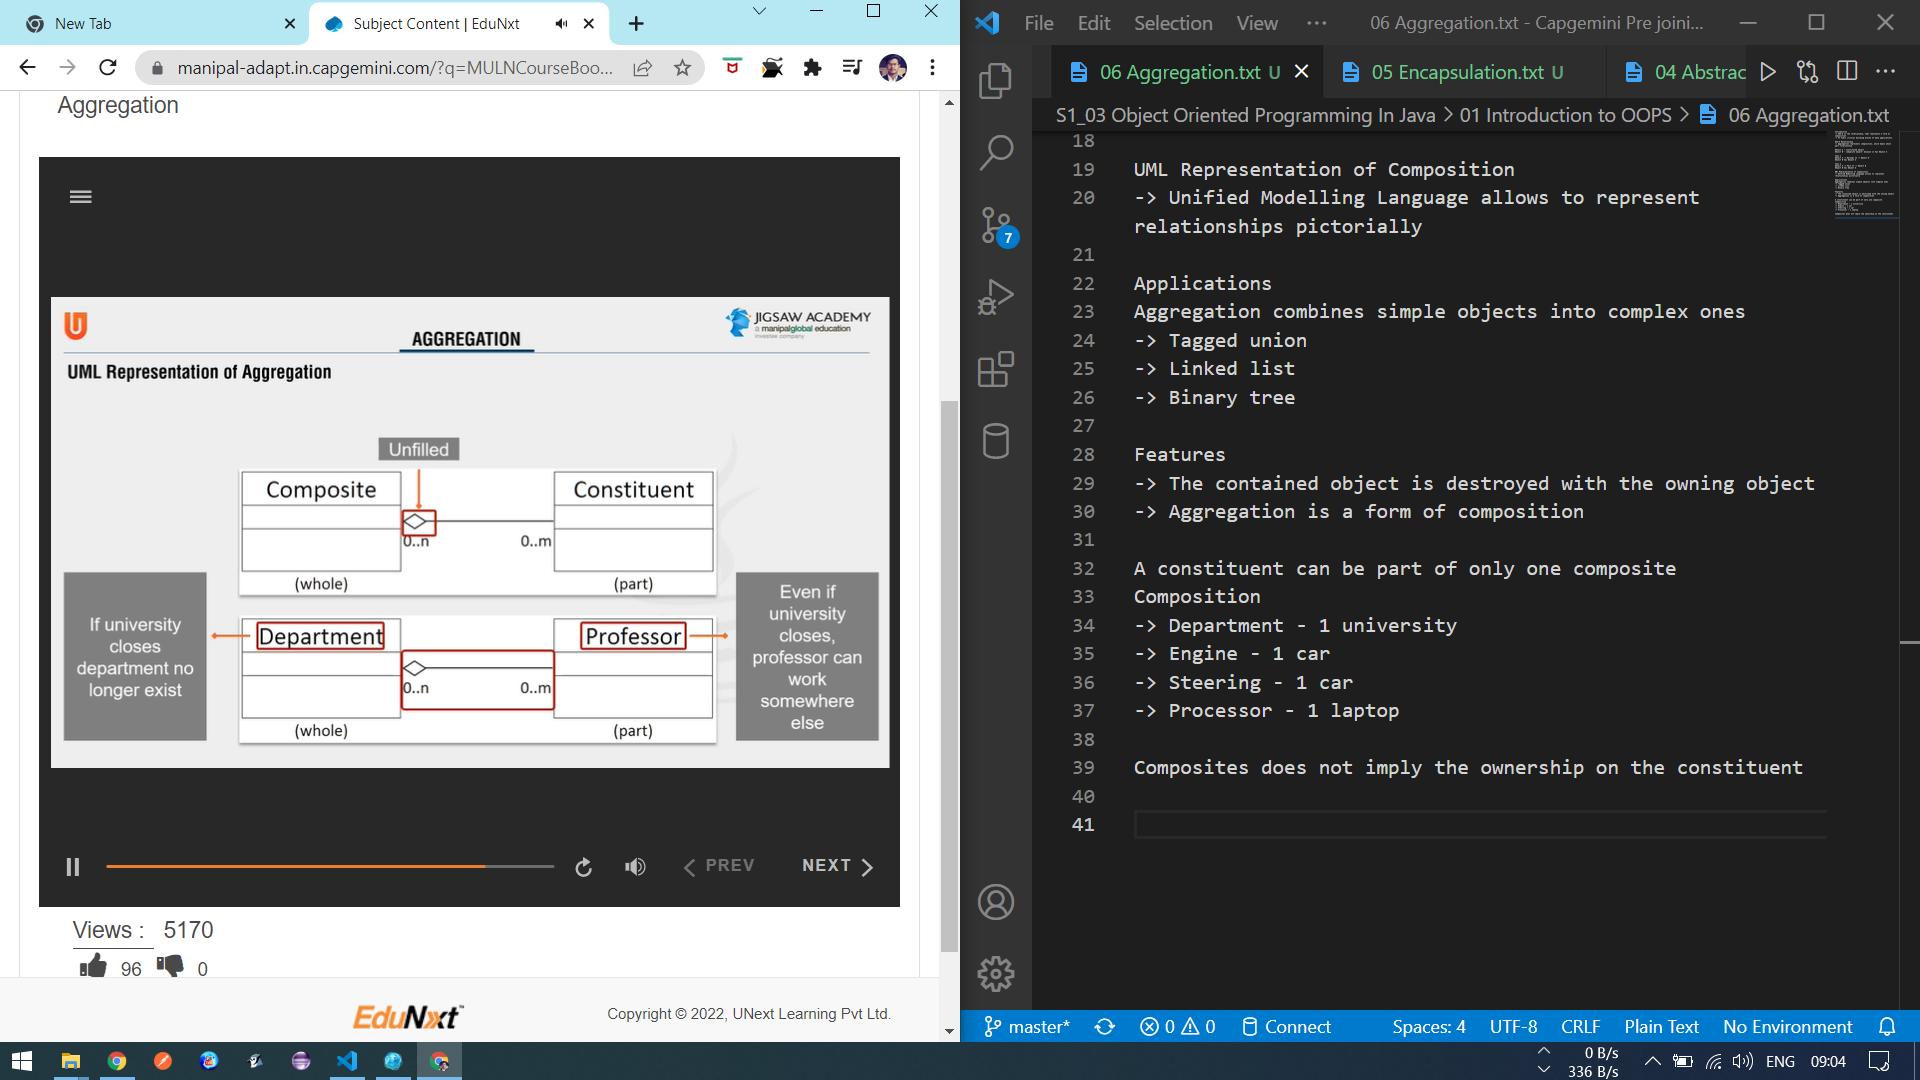 New Tab
Subject Content | EduNxt
manipal-adapt.in.capgemini.com/?q=MULNCourseBoo...
Aggregation
JIGSAW ACADEMY
a manipalglobal education
investee company
AGGREGATION
UML Representation of Aggregation
Unfilled
Composite
Constituent
0..n
0..m
(whole)
(part)
If university
closes
department no
longer exist
Even if
university
closes,
professor can
work
somewhere
else
Department
Professor
0..n
0..m
(whole)
(part)
PREV
NEXT
Views : 5170
96
0
EduNxt™
Copyright © 2022, UNext Learning Pvt Ltd.
File Edit Selection View ··· 06 Aggregation.txt - Capgemini Pre joini...
06 Aggregation.txt U
05 Encapsulation.txt U
04 Abstrac
S1_03 Object Oriented Programming In Java > 01 Introduction to OOPS > 06 Aggregation.txt
7
18
19 UML Representation of Composition
20 -> Unified Modelling Language allows to represent
relationships pictorially
21
22 Applications
23 Aggregation combines simple objects into complex ones
24 -> Tagged union
25 -> Linked list
26 -> Binary tree
27
28 Features
29 -> The contained object is destroyed with the owning object
30 -> Aggregation is a form of composition
31
32 A constituent can be part of only one composite
33 Composition
34 -> Department - 1 university
35 -> Engine - 1 car
36 -> Steering - 1 car
37 -> Processor - 1 laptop
38
39 Composites does not imply the ownership on the constituent
40
41
master* 0 0 Connect Spaces: 4 UTF-8 CRLF Plain Text No Environment
0 B/s
336 B/s
ENG 09:04